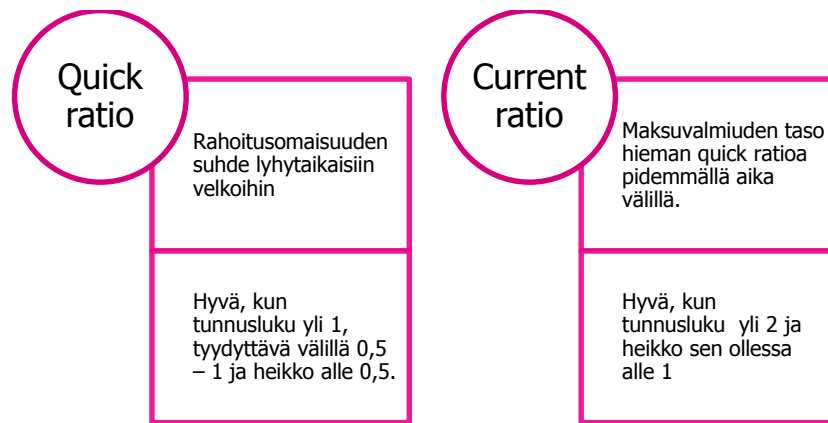 Quick
ratio
Rahoitusomaisuuden
suhde lyhytaikaisiin
velkoihin
Hyvä, kun
tunnusluku yli 1,
tyydyttävä välillä 0,5
– 1 ja heikko alle 0,5.
Current
ratio
Maksuvalmiuden taso
hieman quick ratioa
pidemmällä aika
välillä.
Hyvä, kun
tunnusluku  yli 2 ja
heikko sen ollessa
alle 1